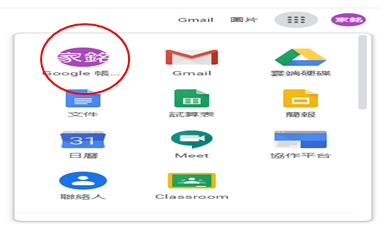 Gmail 圖片 家銘
家銘
Google 帳... Gmail 雲端硬碟
文件 試算表 簡報
31
日曆 Meet 協作平台
聯絡人 Classroom